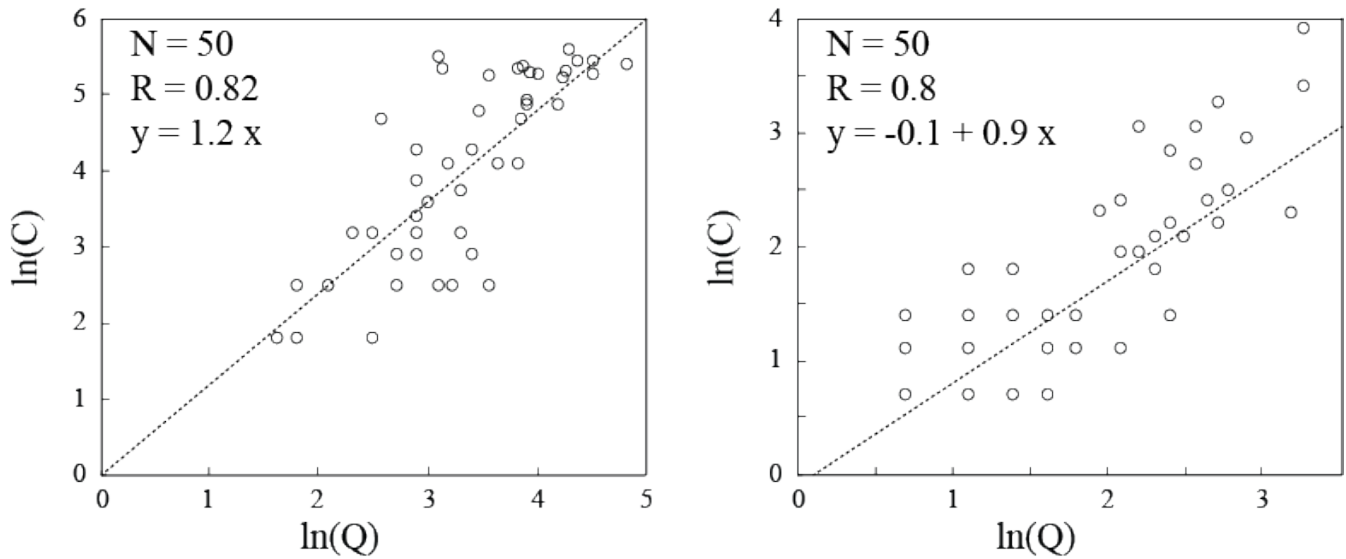 6
5
4
3
2
1
0
ln(C)
N = 50
R = 0.82
y = 1.2 x
0 1 2 3 4 5
ln(Q)
4
3
2
1
0
ln(C)
N = 50
R = 0.8
y = -0.1 + 0.9 x
0 1 2 3
ln(Q)